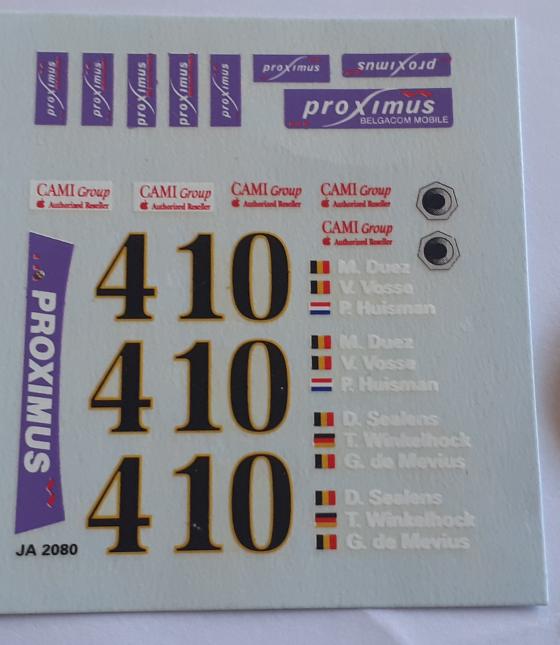 proximus
proximus
proximus
proximus
proximus
proximus
proximus
proximus
BELGACOM MOBILE
CAMI Group
Authorized Reseller
CAMI Group
Authorized Reseller
CAMI Group
Authorized Reseller
CAMI Group
Authorized Reseller
CAMI Group
Authorized Reseller
PROXIMUS
4 10
4 10
4 10
M. Duez
V. Vosse
P. Huisman
M. Duez
V. Vosse
P. Huisman
D. Sealens
T. Winkelhock
G. de Mevius
D. Sealens
T. Winkelhock
G. de Mevius
JA 2080